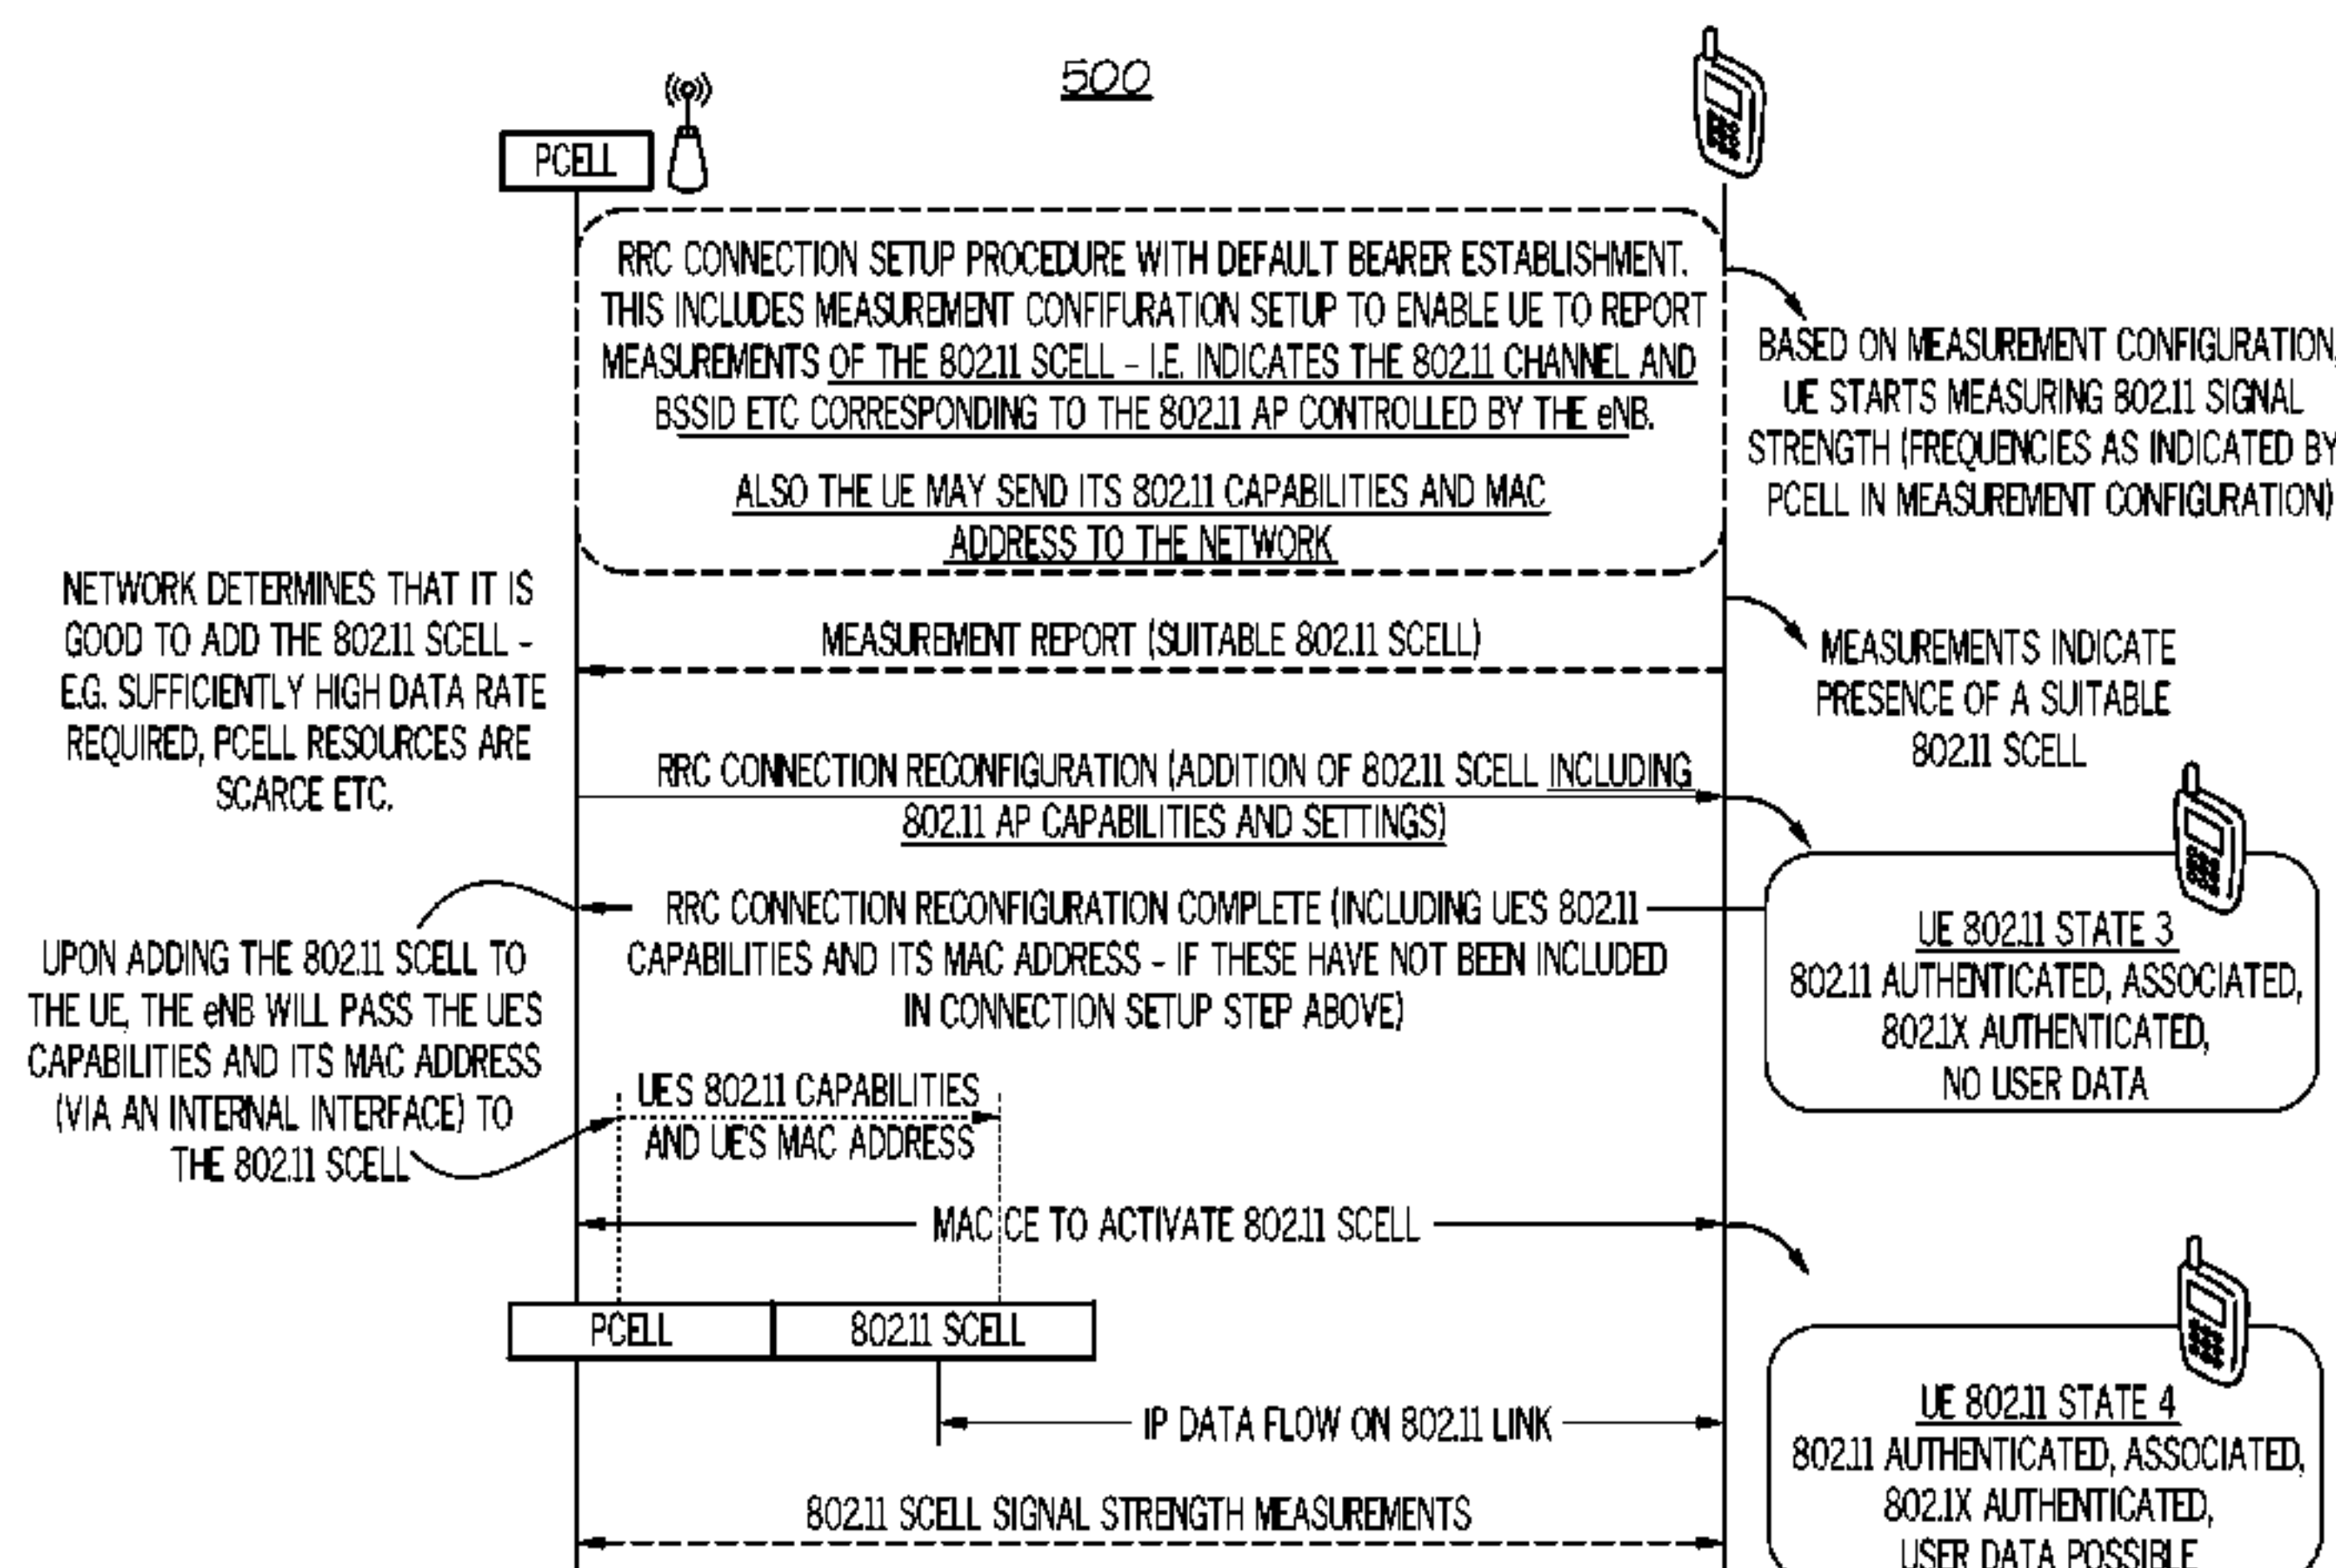 500
PCELL
RRC CONNECTION SETUP PROCEDURE WITH DEFAULT BEARER ESTABLISHMENT.
THIS INCLUDES MEASUREMENT CONFIFURATION SETUP TO ENABLE UE TO REPORT
MEASUREMENTS OF THE 802.11 SCELL – I.E. INDICATES THE 802.11 CHANNEL AND
BSSID ETC CORRESPONDING TO THE 802.11 AP CONTROLLED BY THE eNB.
ALSO THE UE MAY SEND ITS 802.11 CAPABILITIES AND MAC
ADDRESS TO THE NETWORK
BASED ON MEASUREMENT CONFIGURATION,
UE STARTS MEASURING 802.11 SIGNAL
STRENGTH (FREQUENCIES AS INDICATED BY
PCELL IN MEASUREMENT CONFIGURATION)
NETWORK DETERMINES THAT IT IS
GOOD TO ADD THE 802.11 SCELL –
E.G. SUFFICIENTLY HIGH DATA RATE
REQUIRED, PCELL RESOURCES ARE
SCARCE ETC.
MEASUREMENT REPORT (SUITABLE 802.11 SCELL)
MEASUREMENTS INDICATE
PRESENCE OF A SUITABLE
802.11 SCELL
RRC CONNECTION RECONFIGURATION (ADDITION OF 802.11 SCELL INCLUDING
802.11 AP CAPABILITIES AND SETTINGS)
RRC CONNECTION RECONFIGURATION COMPLETE (INCLUDING UE'S 802.11
CAPABILITIES AND ITS MAC ADDRESS – IF THESE HAVE NOT BEEN INCLUDED
IN CONNECTION SETUP STEP ABOVE)
UE 802.11 STATE 3
802.11 AUTHENTICATED, ASSOCIATED,
802.1X AUTHENTICATED,
NO USER DATA
UPON ADDING THE 802.11 SCELL TO
THE UE, THE eNB WILL PASS THE UE'S
CAPABILITIES AND ITS MAC ADDRESS
(VIA AN INTERNAL INTERFACE) TO
THE 802.11 SCELL
UE'S 802.11 CAPABILITIES
AND UE'S MAC ADDRESS
MAC CE TO ACTIVATE 802.11 SCELL
PCELL
802.11 SCELL
IP DATA FLOW ON 802.11 LINK
UE 802.11 STATE 4
802.11 AUTHENTICATED, ASSOCIATED,
802.1X AUTHENTICATED,
USER DATA POSSIBLE
802.11 SCELL SIGNAL STRENGTH MEASUREMENTS